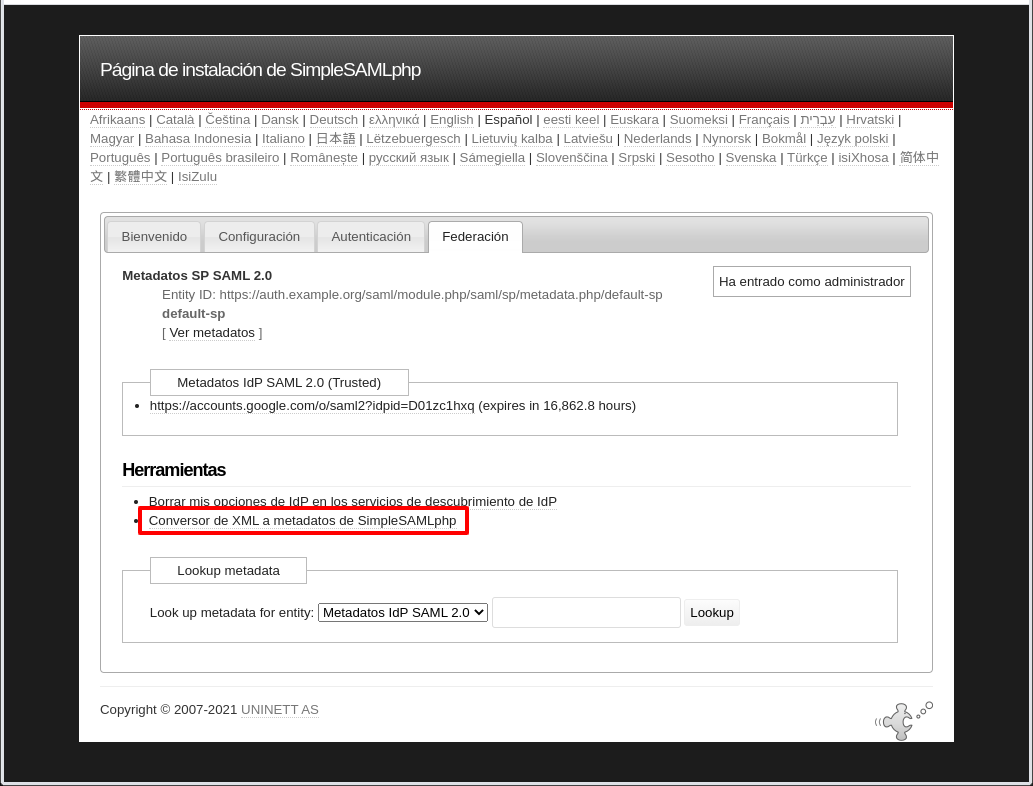 Página de instalación de SimpleSAMLphp
Afrikaans | Català | Čeština | Dansk | Deutsch | ελληνικά | English | Español | eesti keel | Euskara | Suomeksi | Français | עִבְרִית | Hrvatski |
Magyar | Bahasa Indonesia | Italiano | 日本語 | Lëtzebuergesch | Lietuvių kalba | Latviešu | Nederlands | Nynorsk | Bokmål | Język polski |
Português | Português brasileiro | Românește | русский язык | Sámegiella | Slovenščina | Srpski | Sesotho | Svenska | Türkçe | isiXhosa | 简体中
文 | 繁體中文 | IsiZulu
Bienvenido
Configuración
Autenticación
Federación
Metadatos SP SAML 2.0
Ha entrado como administrador
Entity ID: https://auth.example.org/saml/module.php/saml/sp/metadata.php/default-sp
default-sp
[ Ver metadatos ]
Metadatos IdP SAML 2.0 (Trusted)
https://accounts.google.com/o/saml2?idpid=D01zc1hxq (expires in 16,862.8 hours)
Herramientas
Borrar mis opciones de IdP en los servicios de descubrimiento de IdP
Conversor de XML a metadatos de SimpleSAMLphp
Lookup metadata
Look up metadata for entity: Metadatos IdP SAML 2.0 Lookup
Copyright © 2007-2021 UNINETT AS